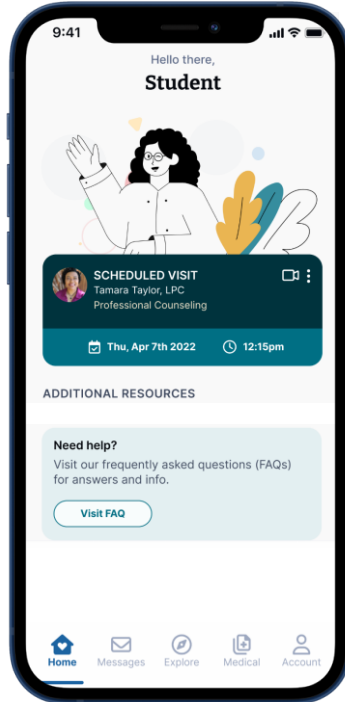 9:41
Hello there,
Student
SCHEDULED VISIT
Tamara Taylor, LPC
Professional Counseling
Thu, Apr 7th 2022 12:15pm
ADDITIONAL RESOURCES
Need help?
Visit our frequently asked questions (FAQs)
for answers and info.
Visit FAQ
Home Messages Explore Medical Account